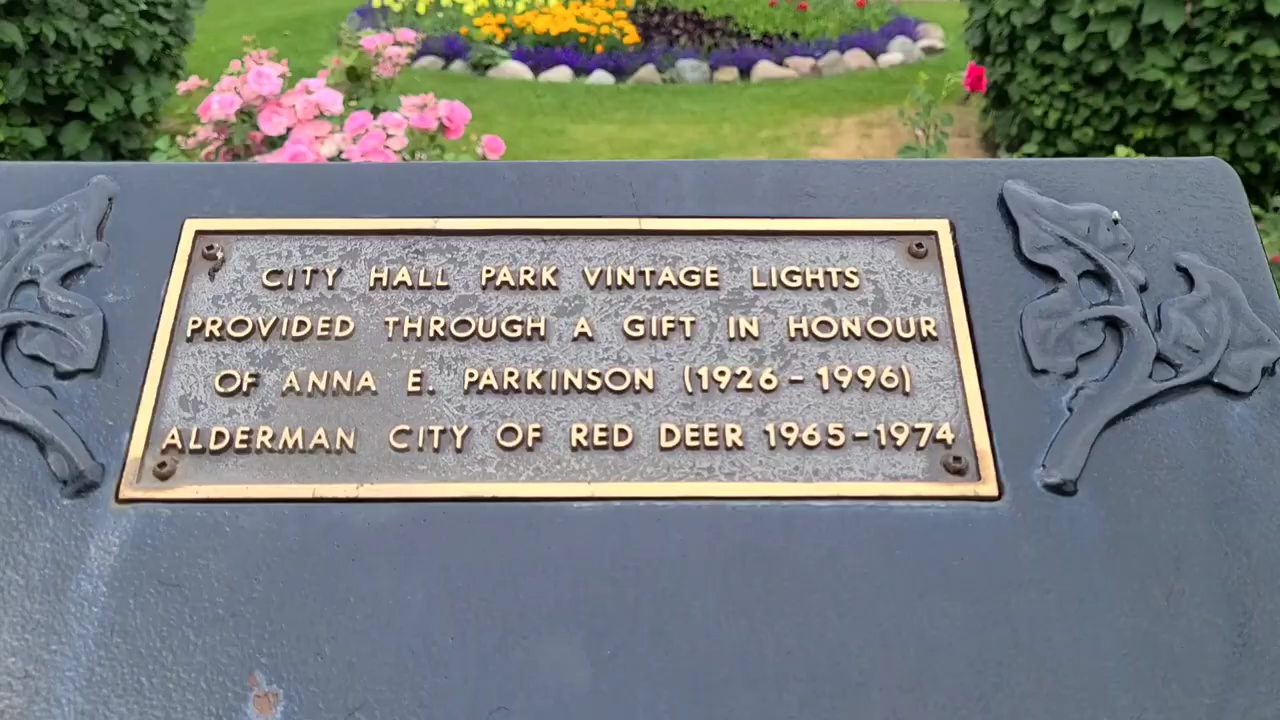 CITY HALL PARK VINTAGE LIGHTS
PROVIDED THROUGH A GIFT IN HONOUR
OF ANNA E. PARKINSON (1926-1996)
ALDERMAN CITY OF RED DEER 1965-1974